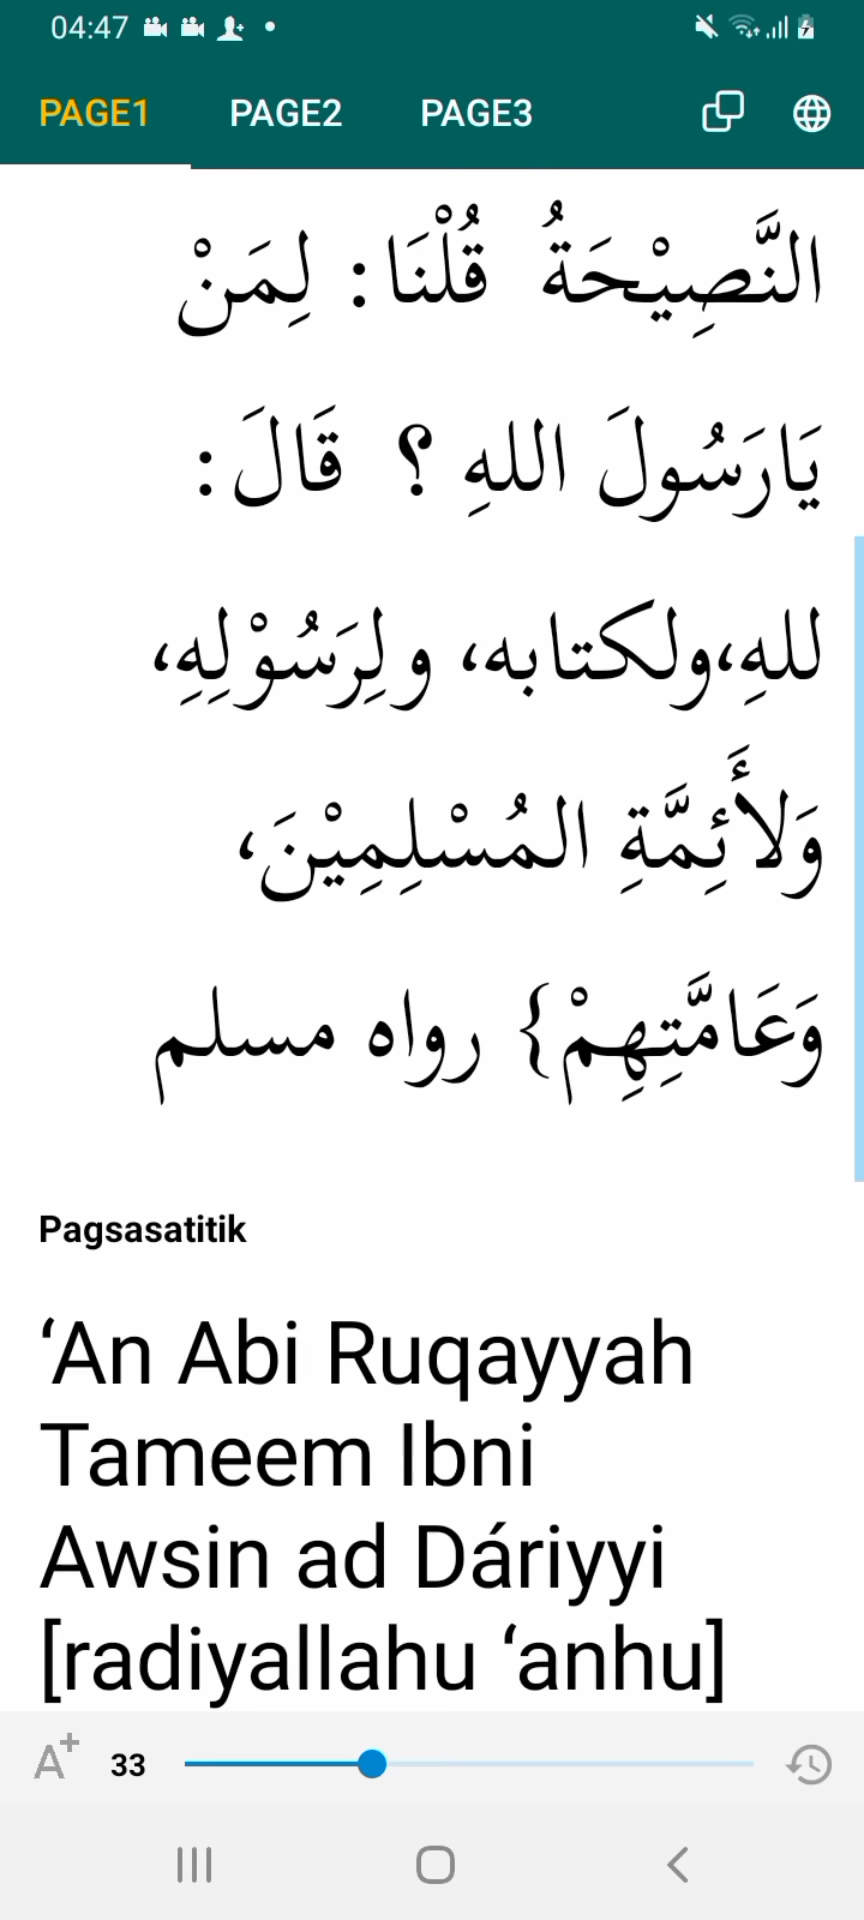 04:47
PAGE1 PAGE2 PAGE3
النَّصِيْحَةُ قُلْنَا: لِمَنْ
يَارَسُولَ اللهِ ؟ قَالَ:
للهِ،ولكتابه، ولِرَسُوْلِهِ،
وَلأَئِمَّةِ المُسْلِمِيْنَ،
وَعَامَّتِهِمْ} رواه مسلم
Pagsasatitik
‘An Abi Ruqayyah
Tameem Ibni
Awsin ad Dáriyyi
[radiyallahu ‘anhu]
A+ 33